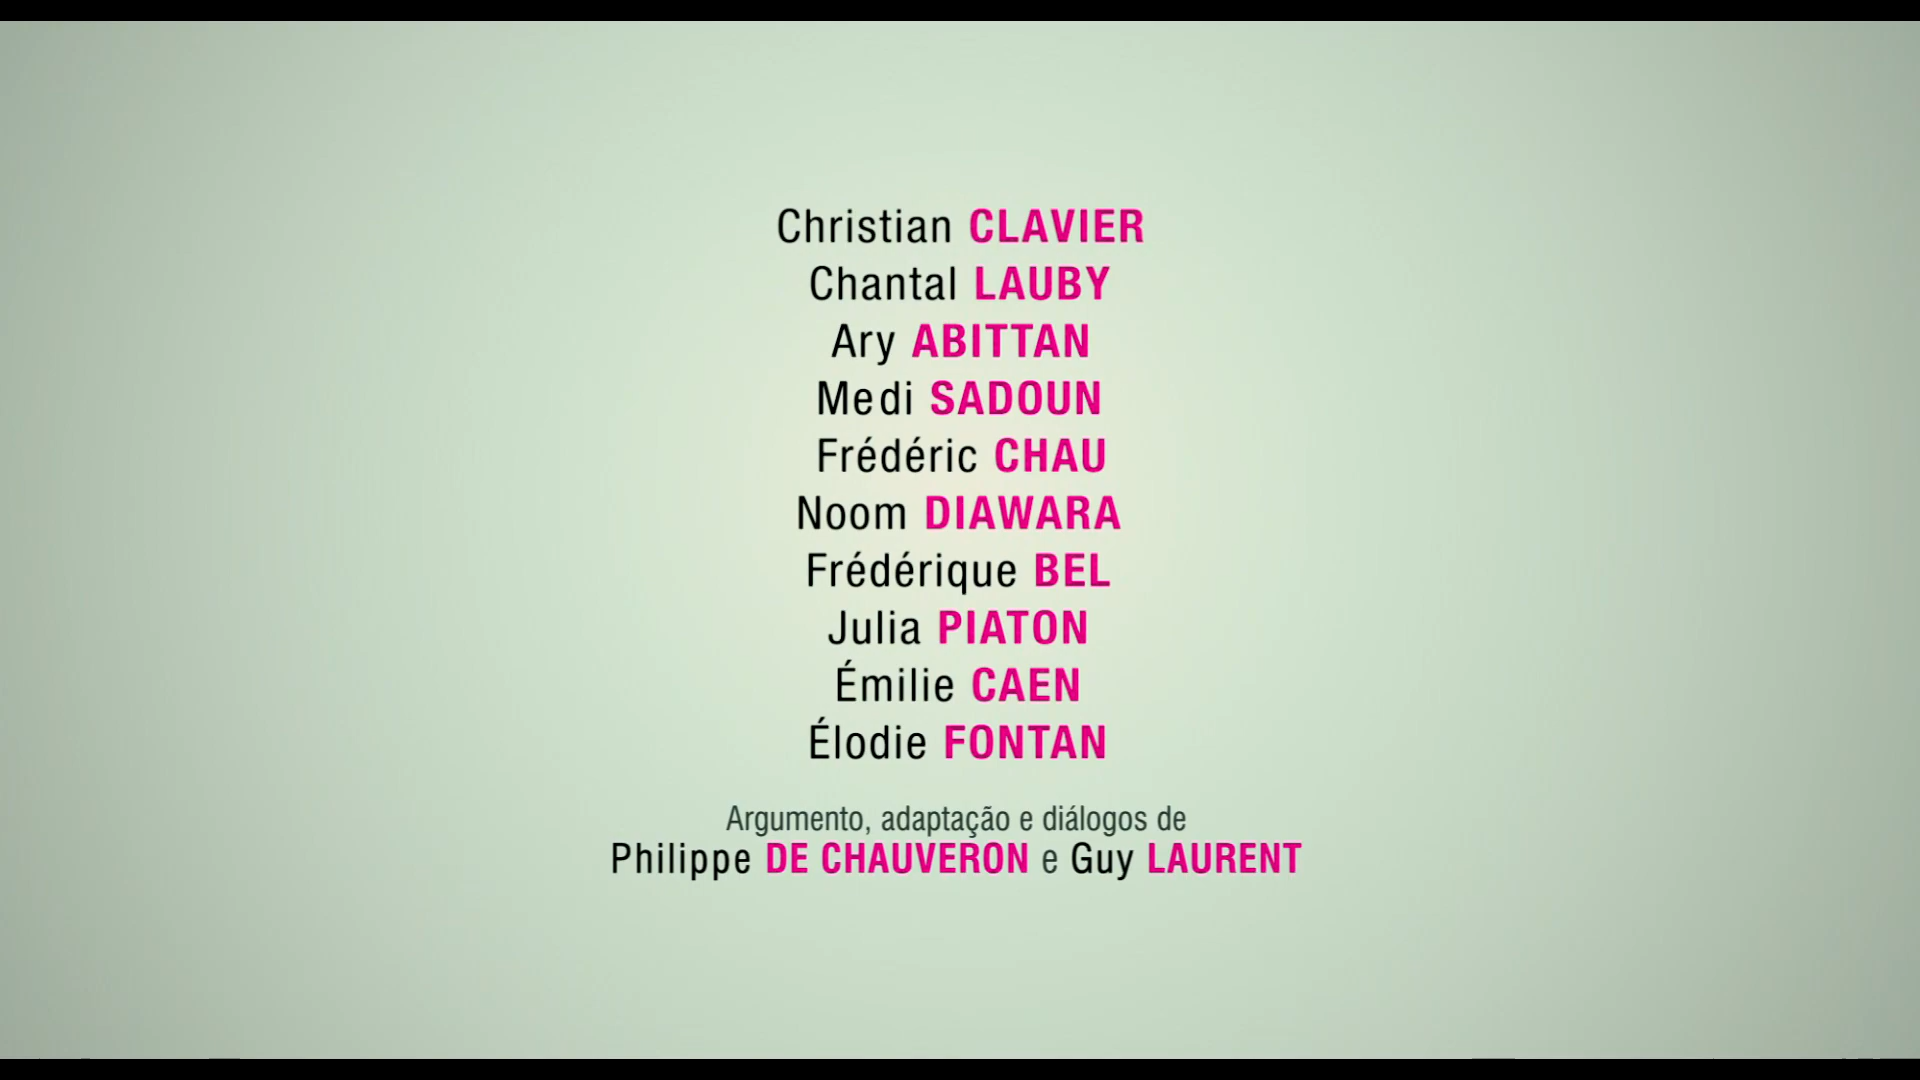 Christian CLAVIER
Chantal LAUBY
Ary ABITTAN
Medi SADOUN
Frédéric CHAU
Noom DIAWARA
Frédérique BEL
Julia PIATON
Émilie CAEN
Élodie FONTAN
Argumento, adaptação e diálogos de
Philippe DE CHAUVERON e Guy LAURENT